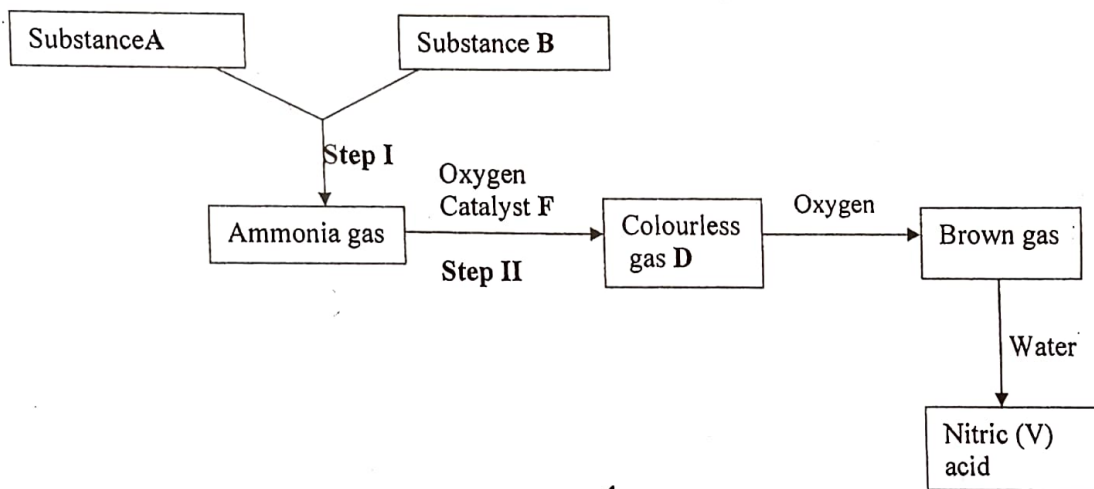 SubstanceA
Substance B
Step I
Oxygen
Catalyst F
Step II
Ammonia gas
Colourless
gas D
Oxygen
Brown gas
Water
Nitric (V)
acid